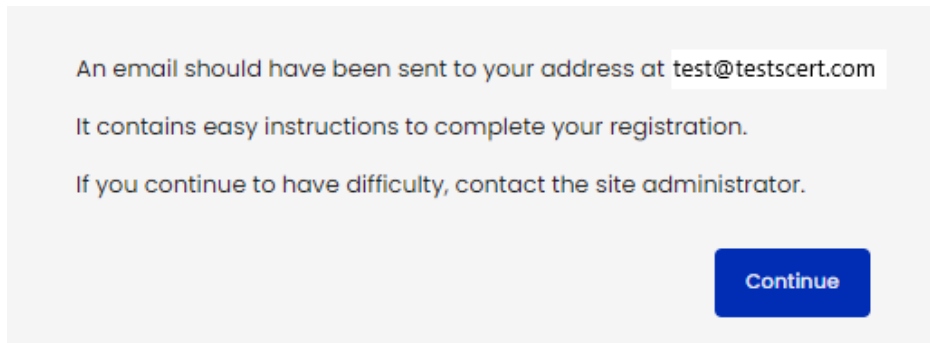 An email should have been sent to your address at test@testscert.com
It contains easy instructions to complete your registration.
If you continue to have difficulty, contact the site administrator.
Continue